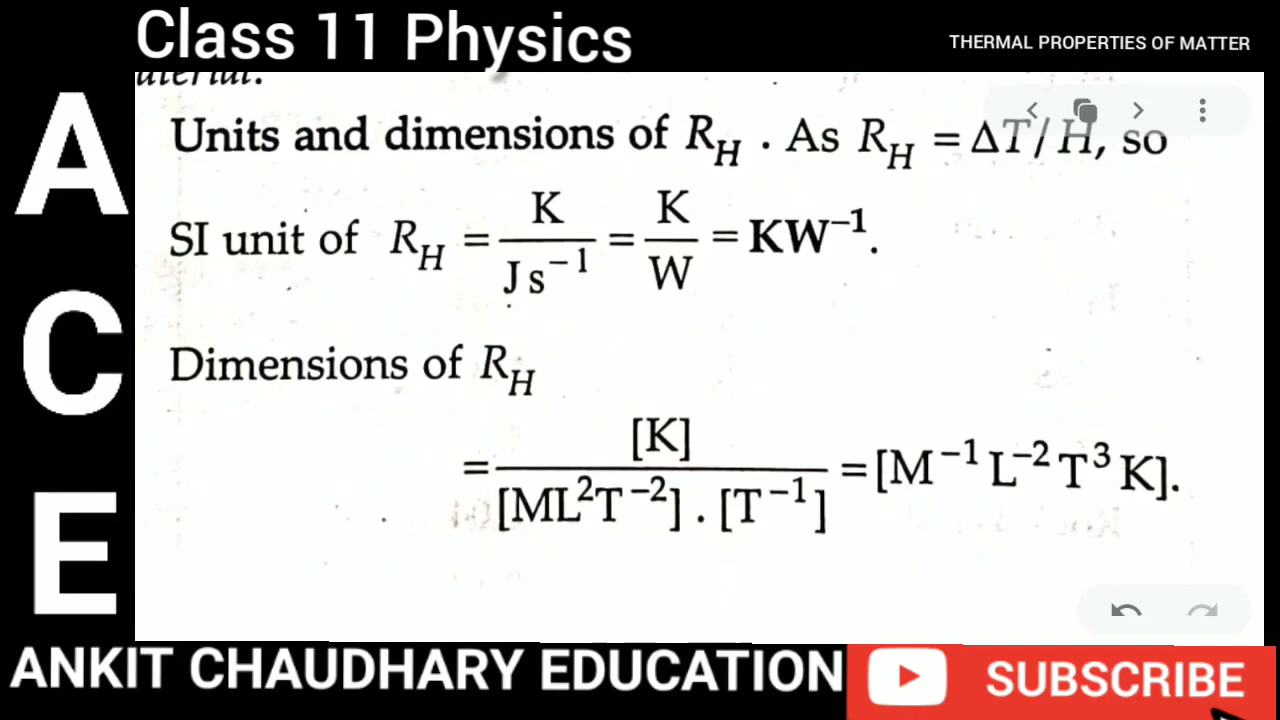 Class 11 Physics
THERMAL PROPERTIES OF MATTER
A
C
E
Units and dimensions of R_H . As R_H = ΔT/H, so
SI unit of R_H = K / J s⁻¹ = K / W = KW⁻¹.
Dimensions of R_H
= [K] / [ML²T⁻²] . [T⁻¹] = [M⁻¹ L⁻² T³ K].
ANKIT CHAUDHARY EDUCATION
SUBSCRIBE